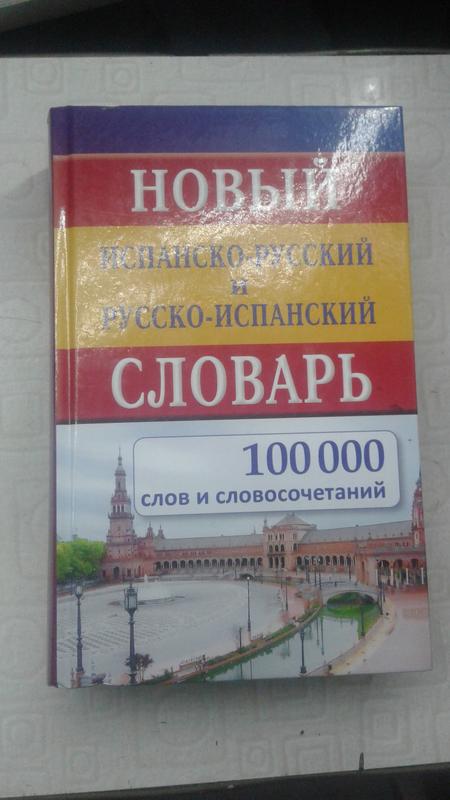 НОВЫЙ
ИСПАНСКО-РУССКИЙ
и
РУССКО-ИСПАНСКИЙ
СЛОВАРЬ
100 000
слов и словосочетаний